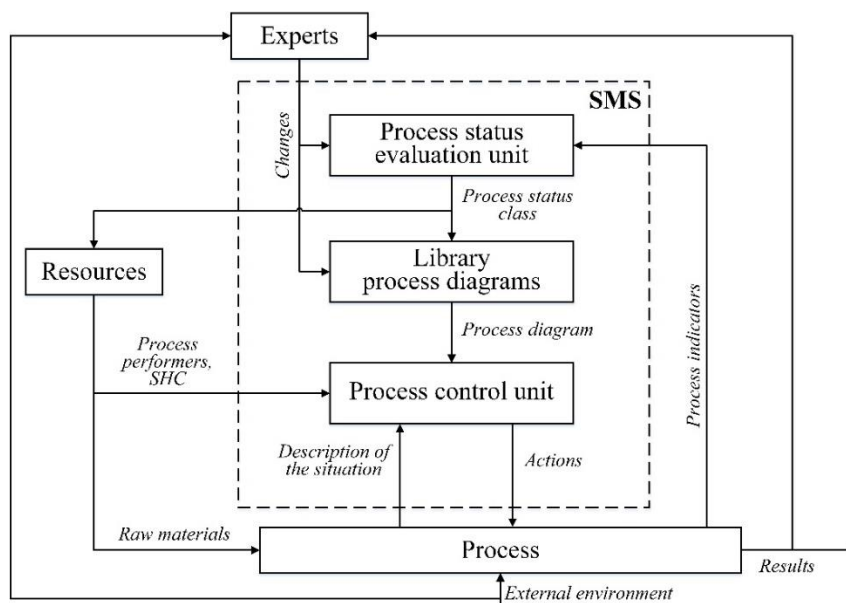 Experts
SMS
Changes
Process status
evaluation unit
Process status
class
Resources
Library
process diagrams
Process diagram
Process indicators
Process
performers,
SHC
Process control unit
Description of
the situation
Actions
Raw materials
Process
Results
External environment